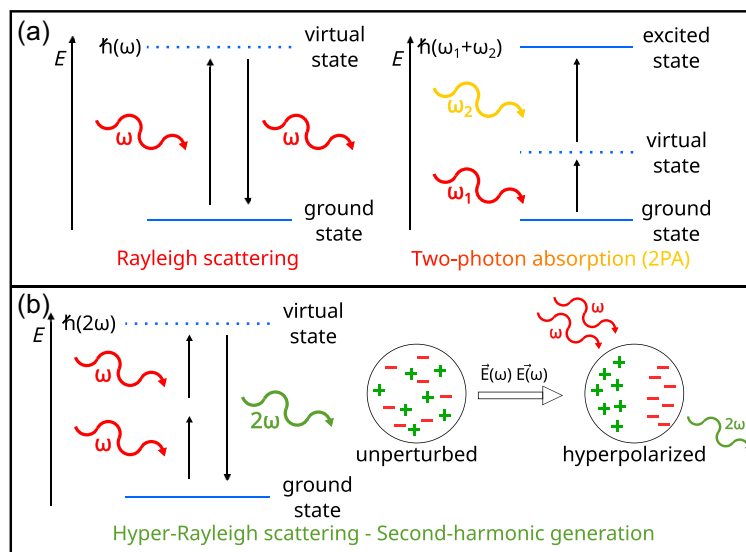 (a)
E
ℏ(ω)
virtual
state
ω
ω
ground
state
Rayleigh scattering
E
ℏ(ω₁+ω₂)
excited
state
ω₂
virtual
state
ω₁
ground
state
Two-photon absorption (2PA)
(b)
E
ℏ(2ω)
virtual
state
ω
ω
2ω
ground
state
unperturbed
E⃗(ω) E⃗(ω)
ω
ω
hyperpolarized
2ω
Hyper-Rayleigh scattering - Second-harmonic generation